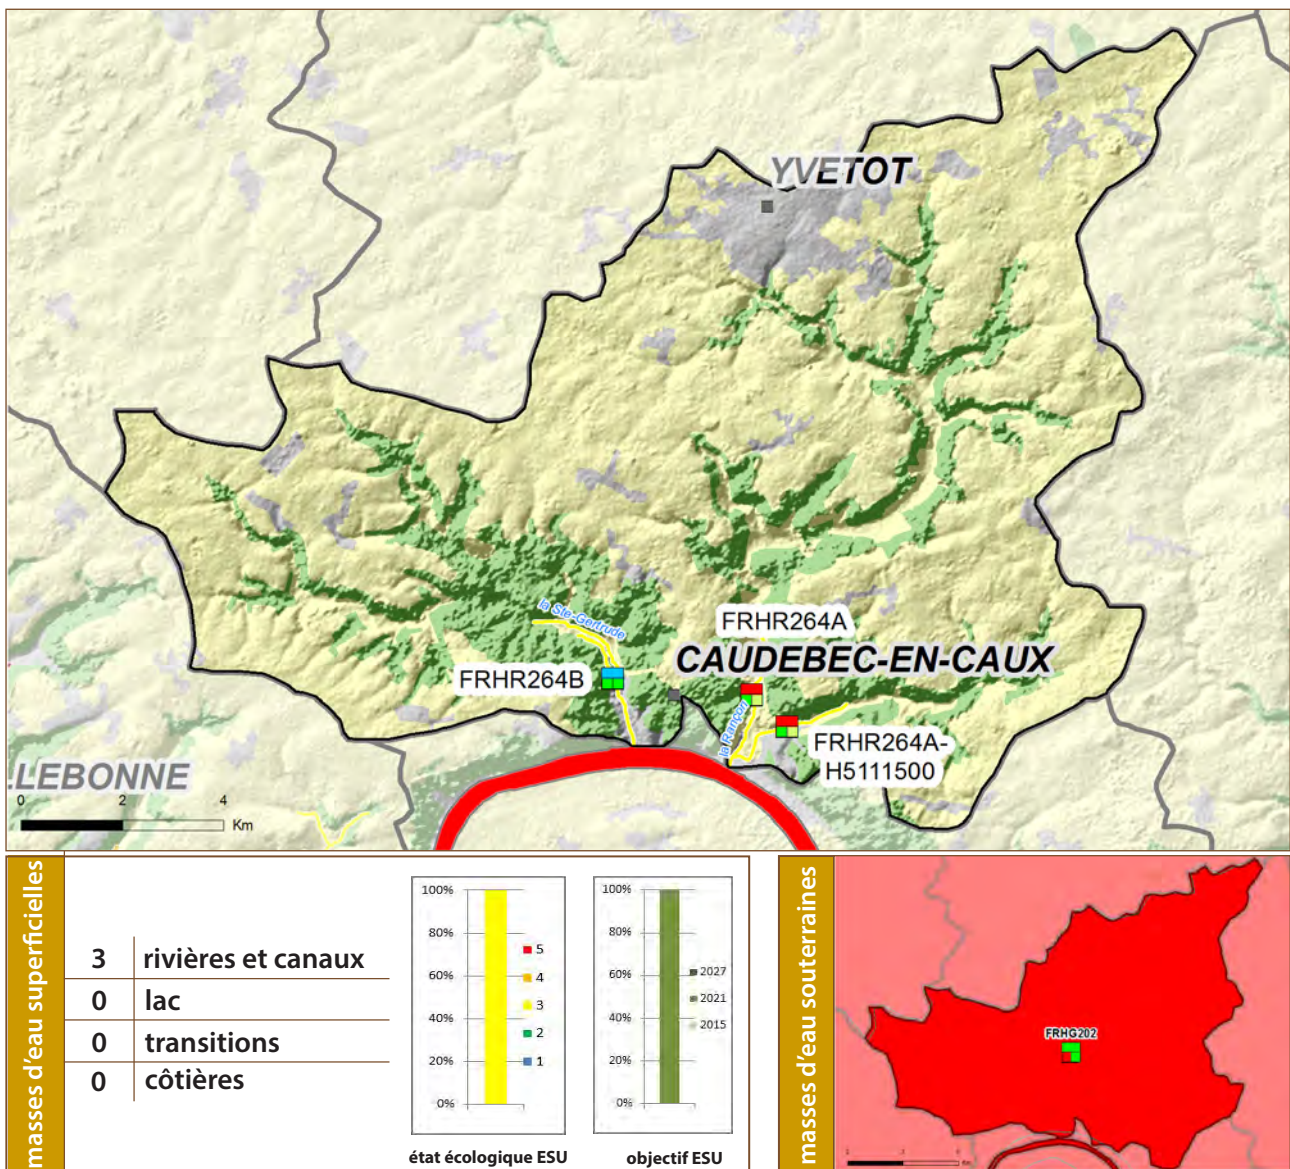 YVETOT
la Ste-Gertrude
FRHR264A
CAUDEBEC-EN-CAUX
FRHR264B
la Rançon
FRHR264A-
H5111500
LLEBONNE
0 2 4
Km
masses d'eau superficielles
3 rivières et canaux
0 lac
0 transitions
0 côtières
100%
80%
60%
40%
20%
0%
5
4
3
2
1
état écologique ESU
100%
80%
60%
40%
20%
0%
2027
2021
2015
objectif ESU
masses d'eau souterraines
FRHG202